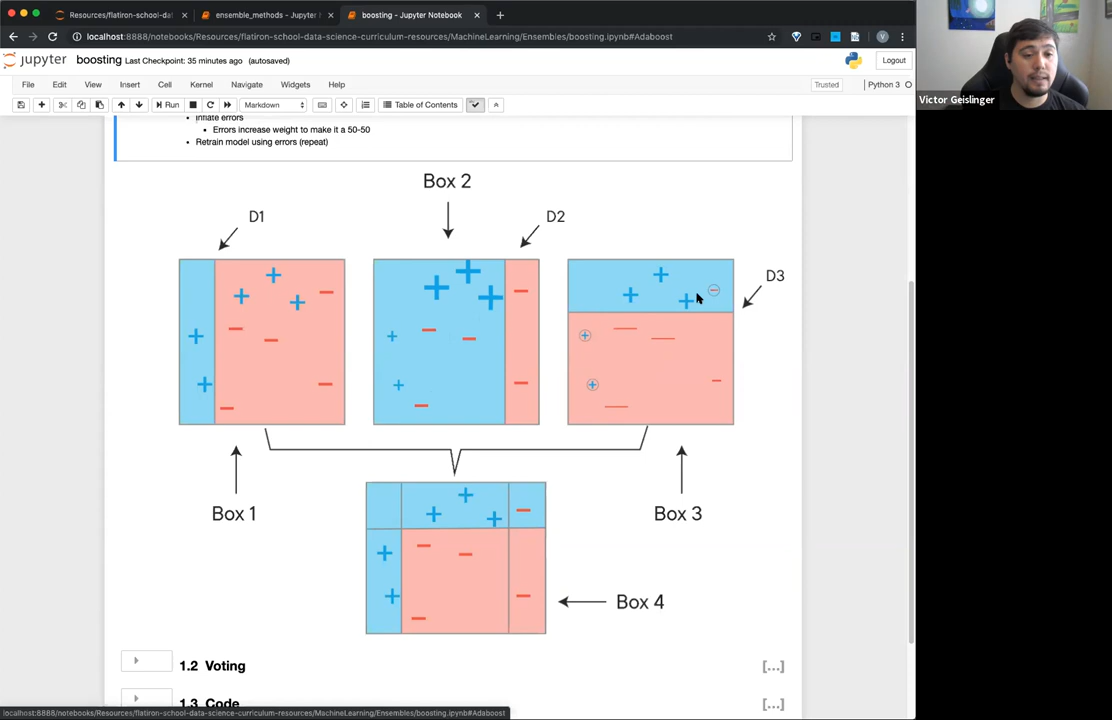 Resources/flatiron-school-dat
ensemble_methods - Jupyter N
boosting - Jupyter Notebook
localhost:8888/notebooks/Resources/flatiron-school-data-science-curriculum-resources/MachineLearning/Ensembles/boosting.ipynb#Adaboost
V
Victor Geislinger
jupyter boosting Last Checkpoint: 35 minutes ago (autosaved)
Logout
File Edit View Insert Cell Kernel Navigate Widgets Help
Trusted
Python 3
Run
Markdown
Table of Contents
Inflate errors
Errors increase weight to make it a 50-50
Retrain model using errors (repeat)
Box 2
D1
D2
D3
Box 1
Box 3
Box 4
1.2 Voting
[...]
1.3 Code
[...]
localhost:8888/notebooks/Resources/flatiron-school-data-science-curriculum-resources/MachineLearning/Ensembles/boosting.ipynb#Adaboost